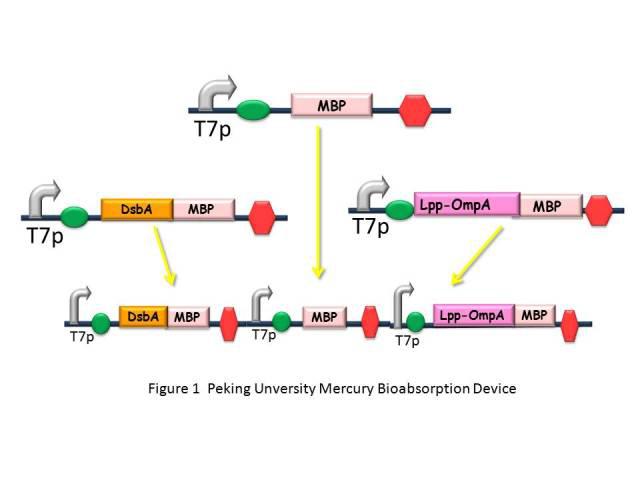 MBP
T7p
DsbA MBP
T7p
Lpp-OmpA MBP
T7p
DsbA MBP
T7p
MBP
T7p
Lpp-OmpA MBP
T7p
Figure 1 Peking Unversity Mercury Bioabsorption Device